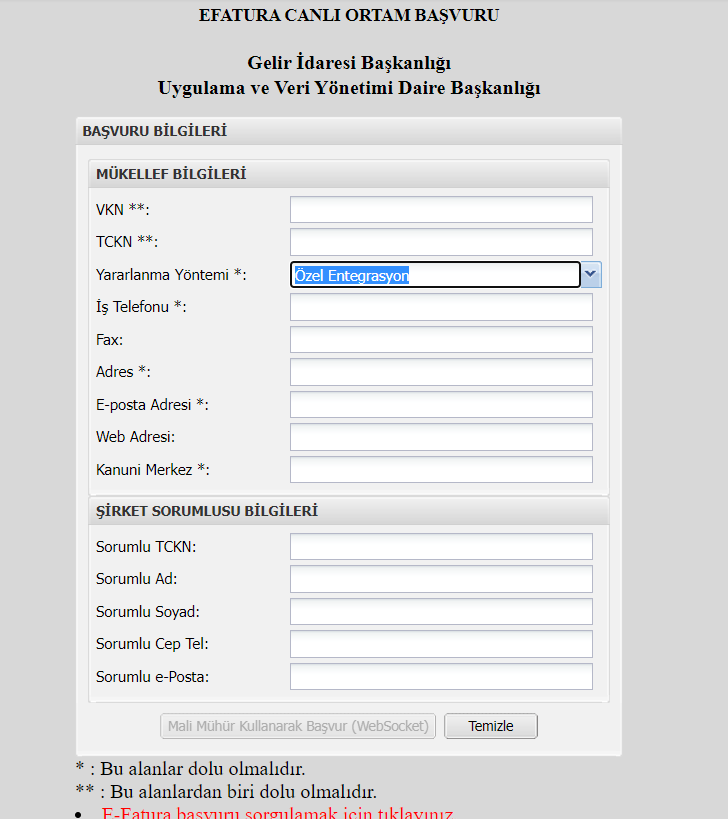 EFATURA CANLI ORTAM BAŞVURU
Gelir İdaresi Başkanlığı
Uygulama ve Veri Yönetimi Daire Başkanlığı
BAŞVURU BİLGİLERİ
MÜKELLEF BİLGİLERİ
VKN **:
TCKN **:
Yararlanma Yöntemi *: Özel Entegrasyon
İş Telefonu *:
Fax:
Adres *:
E-posta Adresi *:
Web Adresi:
Kanuni Merkez *:
ŞİRKET SORUMLUSU BİLGİLERİ
Sorumlu TCKN:
Sorumlu Ad:
Sorumlu Soyad:
Sorumlu Cep Tel:
Sorumlu e-Posta:
Mali Mühür Kullanarak Başvur (WebSocket) Temizle
* : Bu alanlar dolu olmalıdır.
** : Bu alanlardan biri dolu olmalıdır.
• E-Fatura başvuru sorgulamak için tıklayınız